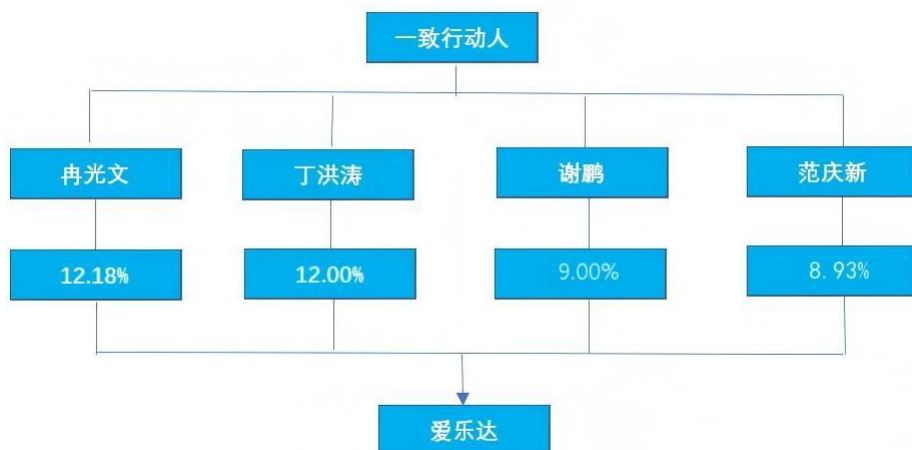 一致行动人
冉光文
丁洪涛
谢鹏
范庆新
12.18%
12.00%
9.00%
8.93%
爱乐达